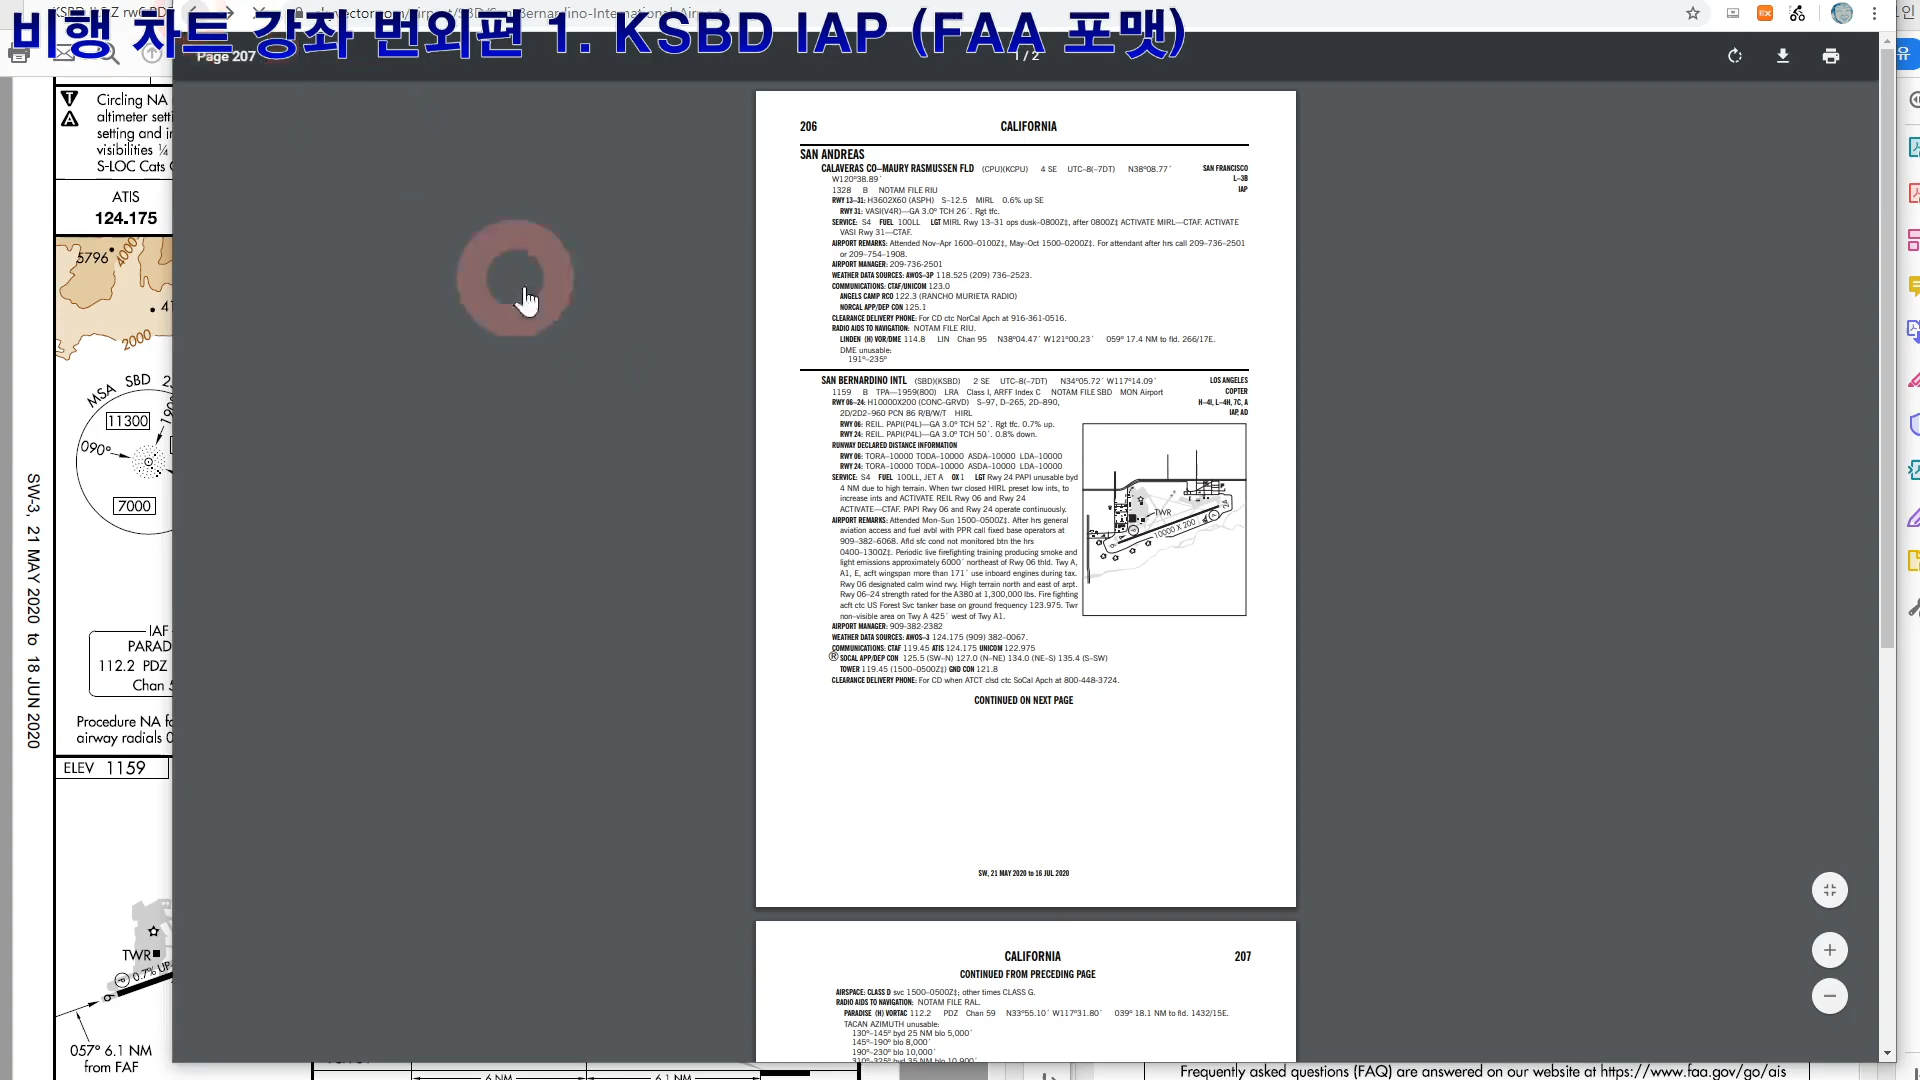 비행 차트 강좌 번외편 1. KSBD IAP (FAA 포맷)
Page 207
1 / 2
Circling NA
altimeter sett
setting and in
visibilities ¼
S-LOC Cats
ATIS
124.175
5796
4000
41
2000
MSA SBD 2
11300
190°
090°
7000
IAF
PARAD
112.2 PDZ
Chan 5
Procedure NA fo
airway radials 0
ELEV 1159
SW-3, 21 MAY 2020 to 18 JUN 2020
TWR
0.7% UP
057° 6.1 NM
from FAF
6 NM
6.1 NM
206 CALIFORNIA
SAN ANDREAS
CALAVERAS CO–MAURY RASMUSSEN FLD (CPU)(KCPU) 4 SE UTC–8(–7DT) N38°08.77´ SAN FRANCISCO
W120°38.89´ L–3B
1328 B NOTAM FILE RIU IAP
RWY 13–31: H3602X60 (ASPH) S–12.5 MIRL 0.6% up SE
RWY 31: VASI(V4R)—GA 3.0° TCH 26´. Rgt tfc.
SERVICE: S4 FUEL 100LL LGT MIRL Rwy 13–31 ops dusk–0800Z‡, after 0800Z‡ ACTIVATE MIRL—CTAF. ACTIVATE
VASI Rwy 31—CTAF.
AIRPORT REMARKS: Attended Nov–Apr 1600–0100Z‡, May–Oct 1500–0200Z‡. For attendant after hrs call 209–736–2501
or 209–754–1908.
AIRPORT MANAGER: 209-736-2501
WEATHER DATA SOURCES: AWOS–3P 118.525 (209) 736–2523.
COMMUNICATIONS: CTAF/UNICOM 123.0
ANGELS CAMP RCO 122.3 (RANCHO MURIETA RADIO)
NORCAL APP/DEP CON 125.1
CLEARANCE DELIVERY PHONE: For CD ctc NorCal Apch at 916-361-0516.
RADIO AIDS TO NAVIGATION: NOTAM FILE RIU.
LINDEN (H) VOR/DME 114.8 LIN Chan 95 N38°04.47´ W121°00.23´ 059° 17.4 NM to fld. 266/17E.
DME unusable:
191°–235°
SAN BERNARDINO INTL (SBD)(KSBD) 2 SE UTC–8(–7DT) N34°05.72´ W117°14.09´ LOS ANGELES
1159 B TPA—1959(800) LRA Class I, ARFF Index C NOTAM FILE SBD MON Airport COPTER
RWY 06–24: H10000X200 (CONC–GRVD) S–97, D–265, 2D–890, H–4I, L–4H, 7C, A
2D/2D2–960 PCN 86 R/B/W/T HIRL IAP, AD
RWY 06: REIL. PAPI(P4L)—GA 3.0° TCH 52´. Rgt tfc. 0.7% up.
RWY 24: REIL. PAPI(P4L)—GA 3.0° TCH 50´. 0.8% down.
RUNWAY DECLARED DISTANCE INFORMATION
RWY 06: TORA–10000 TODA–10000 ASDA–10000 LDA–10000
RWY 24: TORA–10000 TODA–10000 ASDA–10000 LDA–10000
SERVICE: S4 FUEL 100LL, JET A OX 1 LGT Rwy 24 PAPI unusable byd
4 NM due to high terrain. When twr closed HIRL preset low ints, to
increase ints and ACTIVATE REIL Rwy 06 and Rwy 24
ACTIVATE—CTAF. PAPI Rwy 06 and Rwy 24 operate continuously.
AIRPORT REMARKS: Attended Mon–Sun 1500–0500Z‡. After hrs general
aviation access and fuel avbl with PPR call fixed base operators at
909–382–6068. Afld sfc cond not monitored btn the hrs
0400–1300Z‡. Periodic live firefighting training producing smoke and
light emissions approximately 6000´ northeast of Rwy 06 thld. Twy A,
A1, E, acft wingspan more than 171´ use inboard engines during tax.
Rwy 06 designated calm wind rwy. High terrain north and east of arpt.
Rwy 06–24 strength rated for the A380 at 1,300,000 lbs. Fire fighting
acft ctc US Forest Svc tanker base on ground frequency 123.975. Twr
non–visible area on Twy A 425´ west of Twy A1.
AIRPORT MANAGER: 909-382-2382
WEATHER DATA SOURCES: AWOS–3 124.175 (909) 382–0067.
COMMUNICATIONS: CTAF 119.45 ATIS 124.175 UNICOM 122.975
Ⓡ SOCAL APP/DEP CON 125.5 (SW–N) 127.0 (N–NE) 134.0 (NE–S) 135.4 (S–SW)
TOWER 119.45 (1500–0500Z‡) GND CON 121.8
CLEARANCE DELIVERY PHONE: For CD when ATCT clsd ctc SoCal Apch at 800-448-3724.
TWR
10000 X 200
CONTINUED ON NEXT PAGE
SW, 21 MAY 2020 to 16 JUL 2020
CALIFORNIA 207
CONTINUED FROM PRECEDING PAGE
AIRSPACE: CLASS D svc 1500–0500Z‡; other times CLASS G.
RADIO AIDS TO NAVIGATION: NOTAM FILE RAL.
PARADISE (H) VORTAC 112.2 PDZ Chan 59 N33°55.10´ W117°31.80´ 039° 18.1 NM to fld. 1432/15E.
TACAN AZIMUTH unusable:
130°–145° byd 25 NM blo 5,000´
145°–190° blo 8,000´
190°–230° blo 10,000´
310°–325° byd 35 NM blo 10,900´
Frequently asked questions (FAQ) are answered on our website at https://www.faa.gov/go/ais